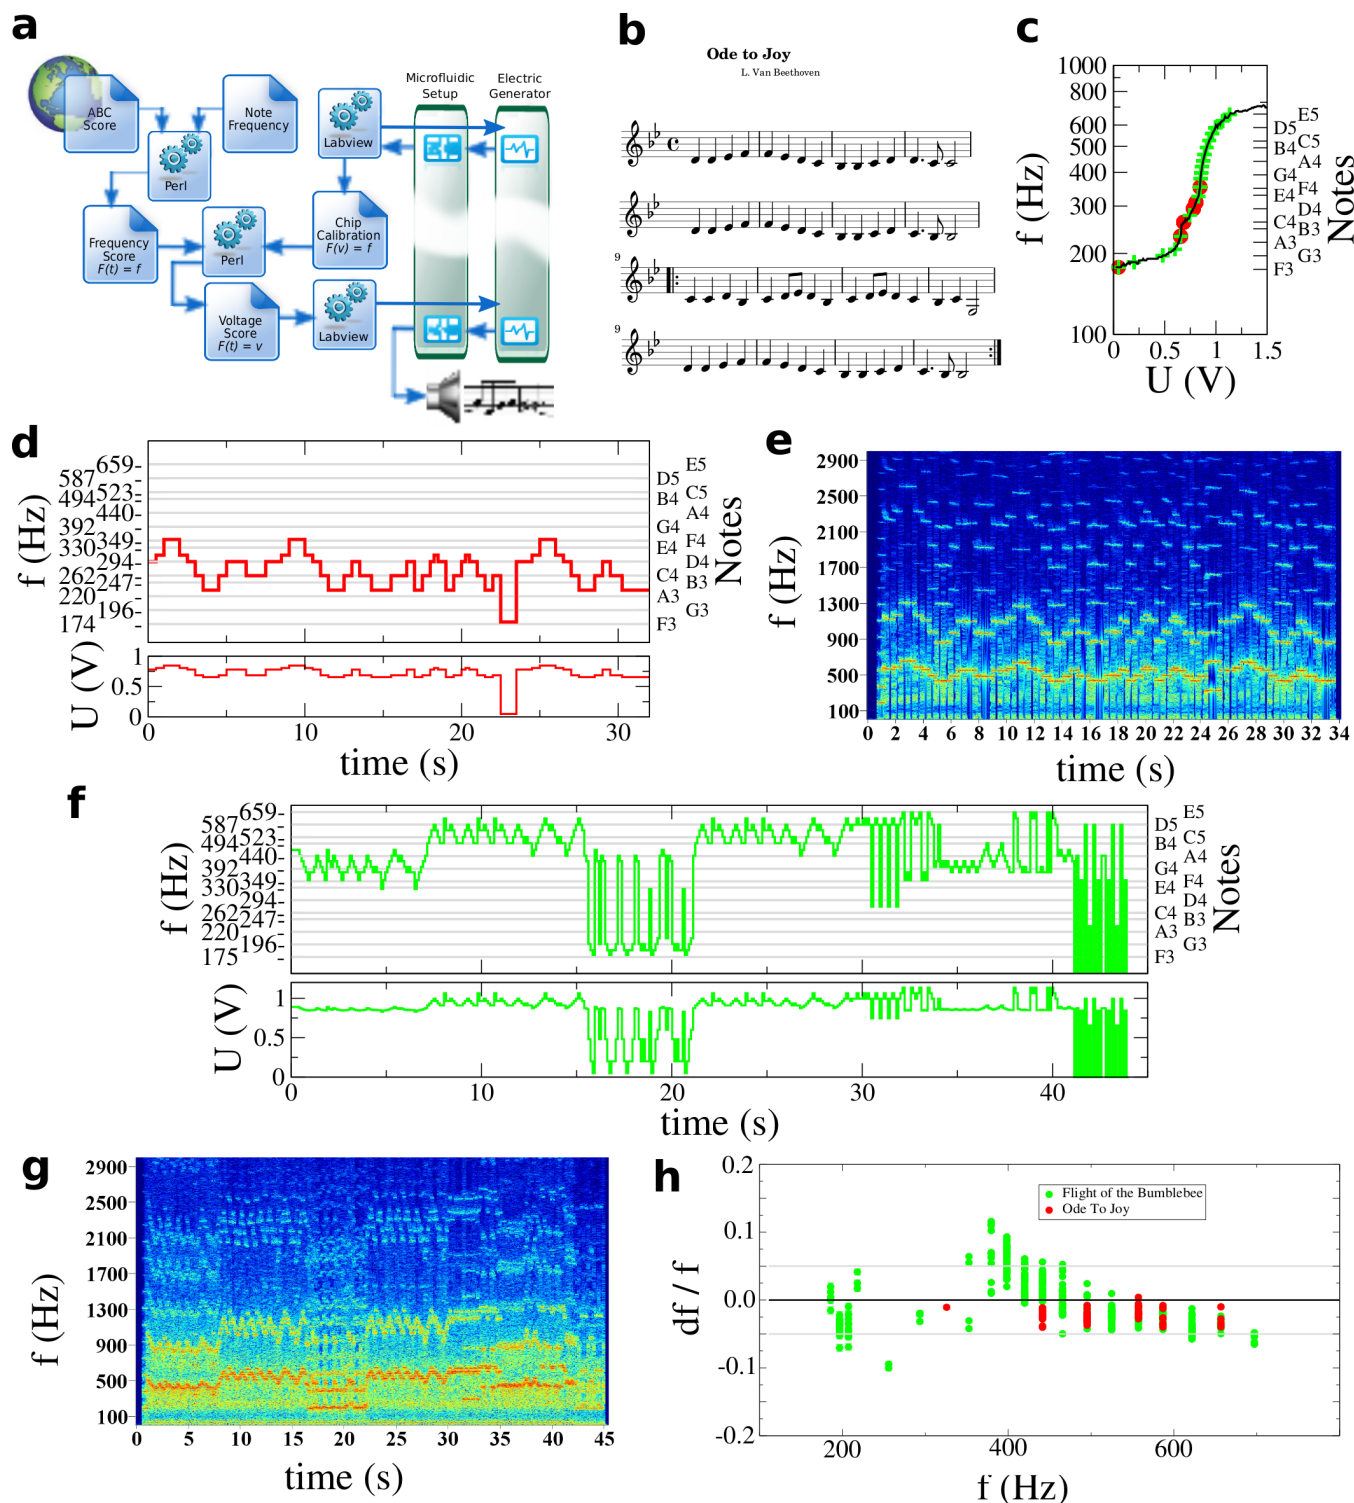 a
Microfluidic
Setup
Electric
Generator
ABC
Score
Note
Frequency
Labview
Perl
Frequency
Score
F(t) = f
Perl
Chip
Calibration
F(v) = f
Voltage
Score
F(t) = v
Labview
b
Ode to Joy
L. Van Beethoven
9
9
c
1000
800
600
500
400
300
200
100
f (Hz)
0
0.5
1
1.5
U (V)
E5
D5
C5
B4
A4
G4
F4
E4
D4
C4
B3
A3
G3
F3
Notes
d
659
587
523
494
440
392
349
330
294
262
247
220
196
174
f (Hz)
E5
D5
C5
B4
A4
G4
F4
E4
D4
C4
B3
A3
G3
F3
Notes
1
0.5
0
U (V)
0 10 20 30
time (s)
e
2900
2500
2100
1700
1300
900
500
100
f (Hz)
0 2 4 6 8 10 12 14 16 18 20 22 24 26 28 30 32 34
time (s)
f
659
587
523
494
440
392
349
330
294
262
247
220
196
175
f (Hz)
E5
D5
C5
B4
A4
G4
F4
E4
D4
C4
B3
A3
G3
F3
Notes
1
0.5
0
U (V)
0 10 20 30 40
time (s)
g
2900
2500
2100
1700
1300
900
500
100
f (Hz)
0 5 10 15 20 25 30 35 40 45
time (s)
h
0.2
0.1
0.0
-0.1
-0.2
df / f
Flight of the Bumblebee
Ode To Joy
200 400 600
f (Hz)